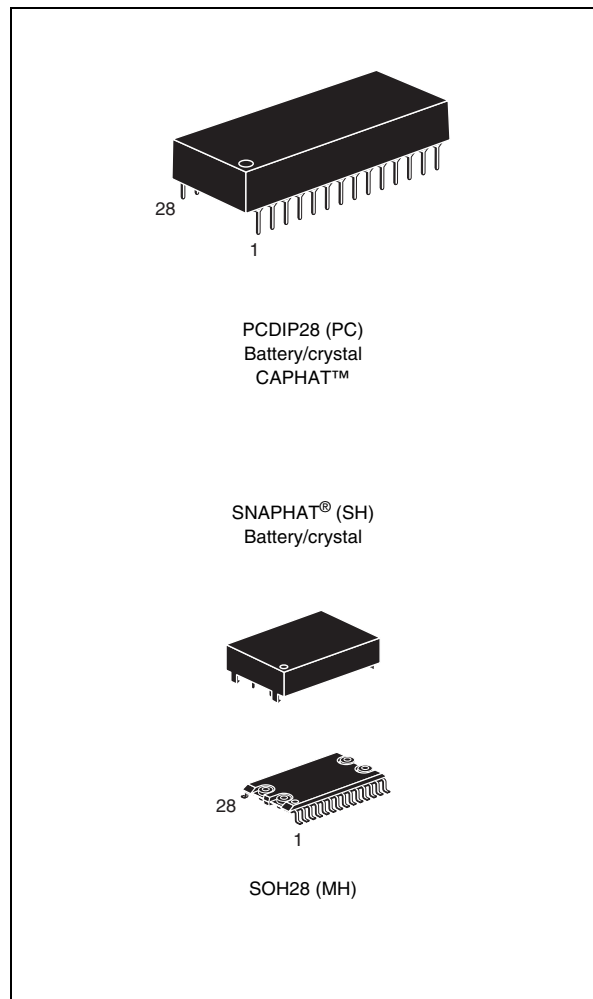 28
1
PCDIP28 (PC)
Battery/crystal
CAPHAT™
SNAPHAT® (SH)
Battery/crystal
28
1
SOH28 (MH)